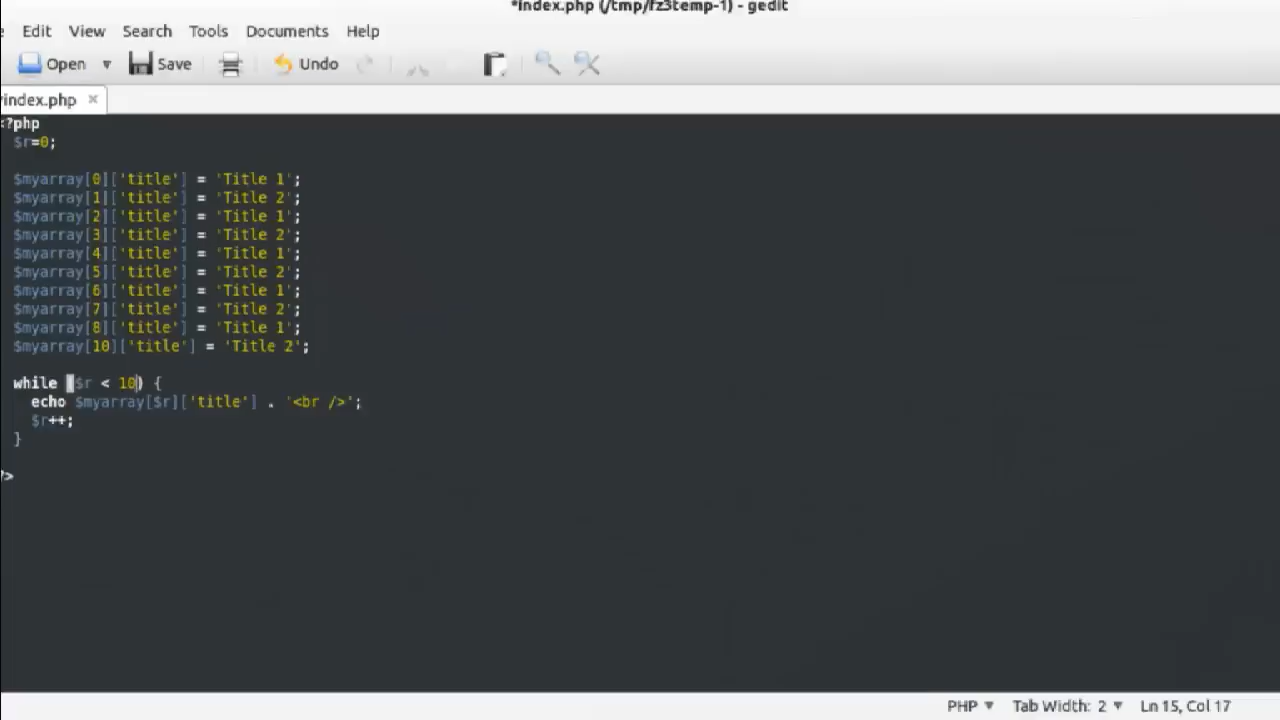 *index.php (/tmp/fz3temp-1) - gedit
Edit View Search Tools Documents Help
Open Save Undo
index.php
<?php
$r=0;
$myarray[0]['title'] = 'Title 1';
$myarray[1]['title'] = 'Title 2';
$myarray[2]['title'] = 'Title 1';
$myarray[3]['title'] = 'Title 2';
$myarray[4]['title'] = 'Title 1';
$myarray[5]['title'] = 'Title 2';
$myarray[6]['title'] = 'Title 1';
$myarray[7]['title'] = 'Title 2';
$myarray[8]['title'] = 'Title 1';
$myarray[10]['title'] = 'Title 2';
while ($r < 10) {
echo $myarray[$r]['title'] . '<br />';
$r++;
}
?>
PHP Tab Width: 2 Ln 15, Col 17